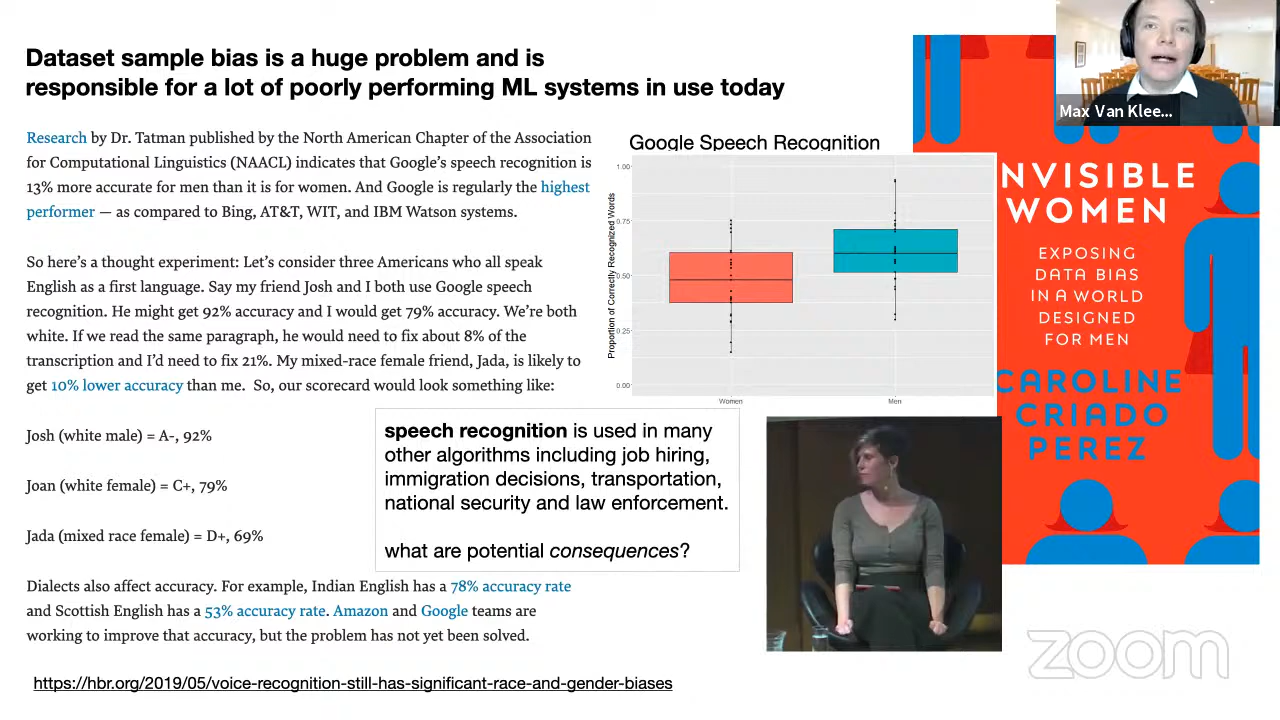 Dataset sample bias is a huge problem and is
responsible for a lot of poorly performing ML systems in use today
Research by Dr. Tatman published by the North American Chapter of the Association
for Computational Linguistics (NAACL) indicates that Google's speech recognition is
13% more accurate for men than it is for women. And Google is regularly the highest
performer — as compared to Bing, AT&T, WIT, and IBM Watson systems.
So here's a thought experiment: Let's consider three Americans who all speak
English as a first language. Say my friend Josh and I both use Google speech
recognition. He might get 92% accuracy and I would get 79% accuracy. We're both
white. If we read the same paragraph, he would need to fix about 8% of the
transcription and I'd need to fix 21%. My mixed-race female friend, Jada, is likely to
get 10% lower accuracy than me. So, our scorecard would look something like:
Josh (white male) = A-, 92%
Joan (white female) = C+, 79%
Jada (mixed race female) = D+, 69%
Dialects also affect accuracy. For example, Indian English has a 78% accuracy rate
and Scottish English has a 53% accuracy rate. Amazon and Google teams are
working to improve that accuracy, but the problem has not yet been solved.
https://hbr.org/2019/05/voice-recognition-still-has-significant-race-and-gender-biases
Google Speech Recognition
Proportion of Correctly Recognized Words
1.00
0.75
0.50
0.25
0.00
Women
Men
speech recognition is used in many
other algorithms including job hiring,
immigration decisions, transportation,
national security and law enforcement.
what are potential consequences?
Max Van Klee...
NVISIBLE
WOMEN
EXPOSING
DATA BIAS
IN A WORLD
DESIGNED
FOR MEN
CAROLINE
CRIADO
PEREZ
zoom